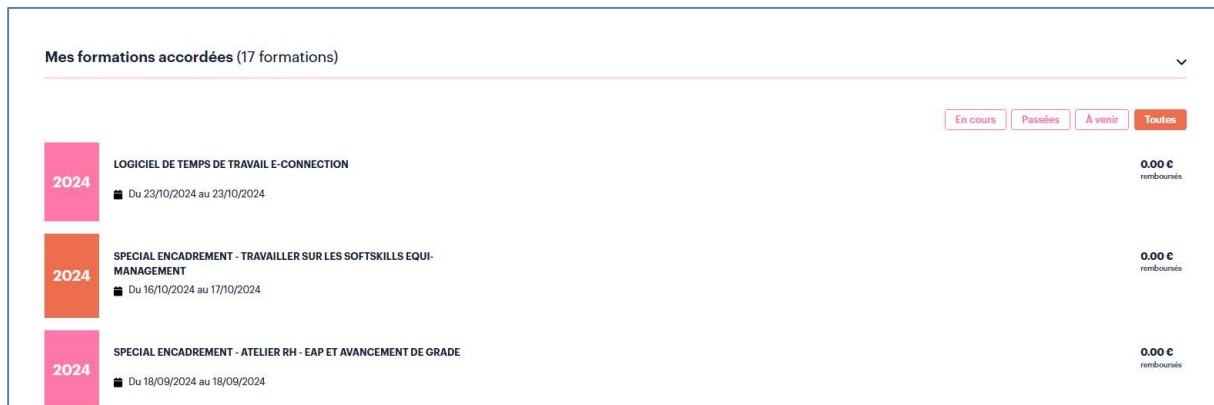 Mes formations accordées (17 formations)
En cours Passées À venir Toutes
2024
LOGICIEL DE TEMPS DE TRAVAIL E-CONNECTION
Du 23/10/2024 au 23/10/2024
0.00 €
remboursés
2024
SPECIAL ENCADREMENT - TRAVAILLER SUR LES SOFTSKILLS EQUI-
MANAGEMENT
Du 16/10/2024 au 17/10/2024
0.00 €
remboursés
2024
SPECIAL ENCADREMENT - ATELIER RH - EAP ET AVANCEMENT DE GRADE
Du 18/09/2024 au 18/09/2024
0.00 €
remboursés